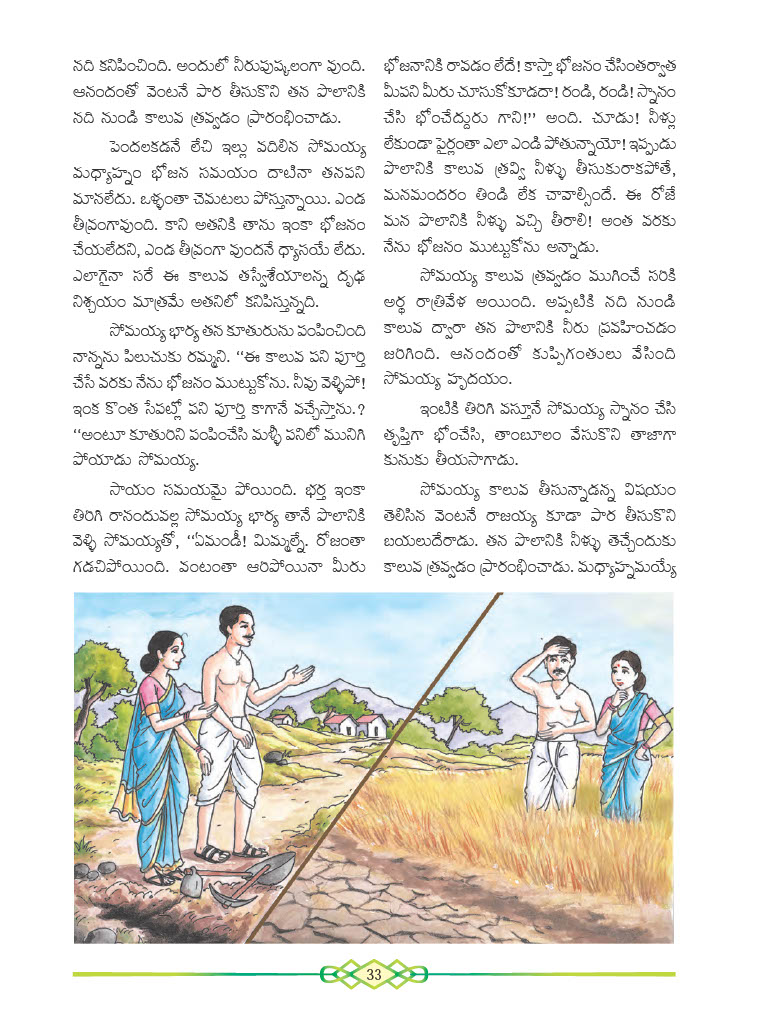 నది కనిపించింది. అందులో నీరుపుష్కలంగా వుంది.
ఆనందంతో వెంటనే పార తీసుకొని తన పొలానికి
నది నుండి కాలువ త్రవ్వడం ప్రారంభించాడు.
పెందలకడనే లేచి ఇల్లు వదిలిన సోమయ్య
మధ్యాహ్నం భోజన సమయం దాటినా తనపని
మానలేదు. ఒళ్ళంతా చెమటలు పోస్తున్నాయి. ఎండ
తీవ్రంగావుంది. కాని అతనికి తాను ఇంకా భోజనం
చేయలేదని, ఎండ తీవ్రంగా వుందనే ధ్యాసయే లేదు.
ఎలాగైనా సరే ఈ కాలువ తవ్వేశేయాలన్న దృఢ
నిశ్చయం మాత్రమే అతనిలో కనిపిస్తున్నది.
సోమయ్య భార్య తన కూతురును పంపించింది
నాన్నను పిలుచుకు రమ్మని. “ఈ కాలువ పని పూర్తి
చేసే వరకు నేను భోజనం ముట్టుకోను. నీవు వెళ్ళిపో!
ఇంక కొంత సేపట్లో పని పూర్తి కాగానే వచ్చేస్తాను.?
“అంటూ కూతురిని పంపించేసి మళ్ళీ పనిలో మునిగి
పోయాడు సోమయ్య.
సాయం సమయమై పోయింది. భర్త ఇంకా
తిరిగి రానందువల్ల సోమయ్య భార్య తానే పొలానికి
వెళ్ళి సోమయ్యతో, “ఏమండీ! మిమ్మల్నే. రోజంతా
గడచిపోయింది. వంటంతా ఆరిపోయినా మీరు
భోజనానికి రావడం లేదే! కాస్తా భోజనం చేసింతర్వాత
మీపని మీరు చూసుకోకూడదా! రండి, రండి! స్నానం
చేసి భోంచేద్దురు గాని!” అంది. చూడు! నీళ్లు
లేకుండా పైర్లంతా ఎలా ఎండి పోతున్నాయో! ఇప్పుడు
పొలానికి కాలువ త్రవ్వి నీళ్ళు తీసుకురాకపోతే,
మనమందరం తిండి లేక చావాల్సిందే. ఈ రోజే
మన పొలానికి నీళ్ళు వచ్చి తీరాలి! అంత వరకు
నేను భోజనం ముట్టుకోను అన్నాడు.
సోమయ్య కాలువ త్రవ్వడం ముగించే సరికి
అర్థ రాత్రివేళ అయింది. అప్పటికి నది నుండి
కాలువ ద్వారా తన పొలానికి నీరు ప్రవహించడం
జరిగింది. ఆనందంతో కుప్పిగంతులు వేసింది
సోమయ్య హృదయం.
ఇంటికి తిరిగి వస్తూనే సోమయ్య స్నానం చేసి
తృప్తిగా భోంచేసి, తాంబూలం వేసుకొని తాజాగా
కునుకు తీయసాగాడు.
సోమయ్య కాలువ తీసున్నాడన్న విషయం
తెలిసిన వెంటనే రాజయ్య కూడా పార తీసుకొని
బయలుదేరాడు. తన పొలానికి నీళ్ళు తెచ్చేందుకు
కాలువ త్రవ్వడం ప్రారంభించాడు. మధ్యాహ్నమయ్యే
33